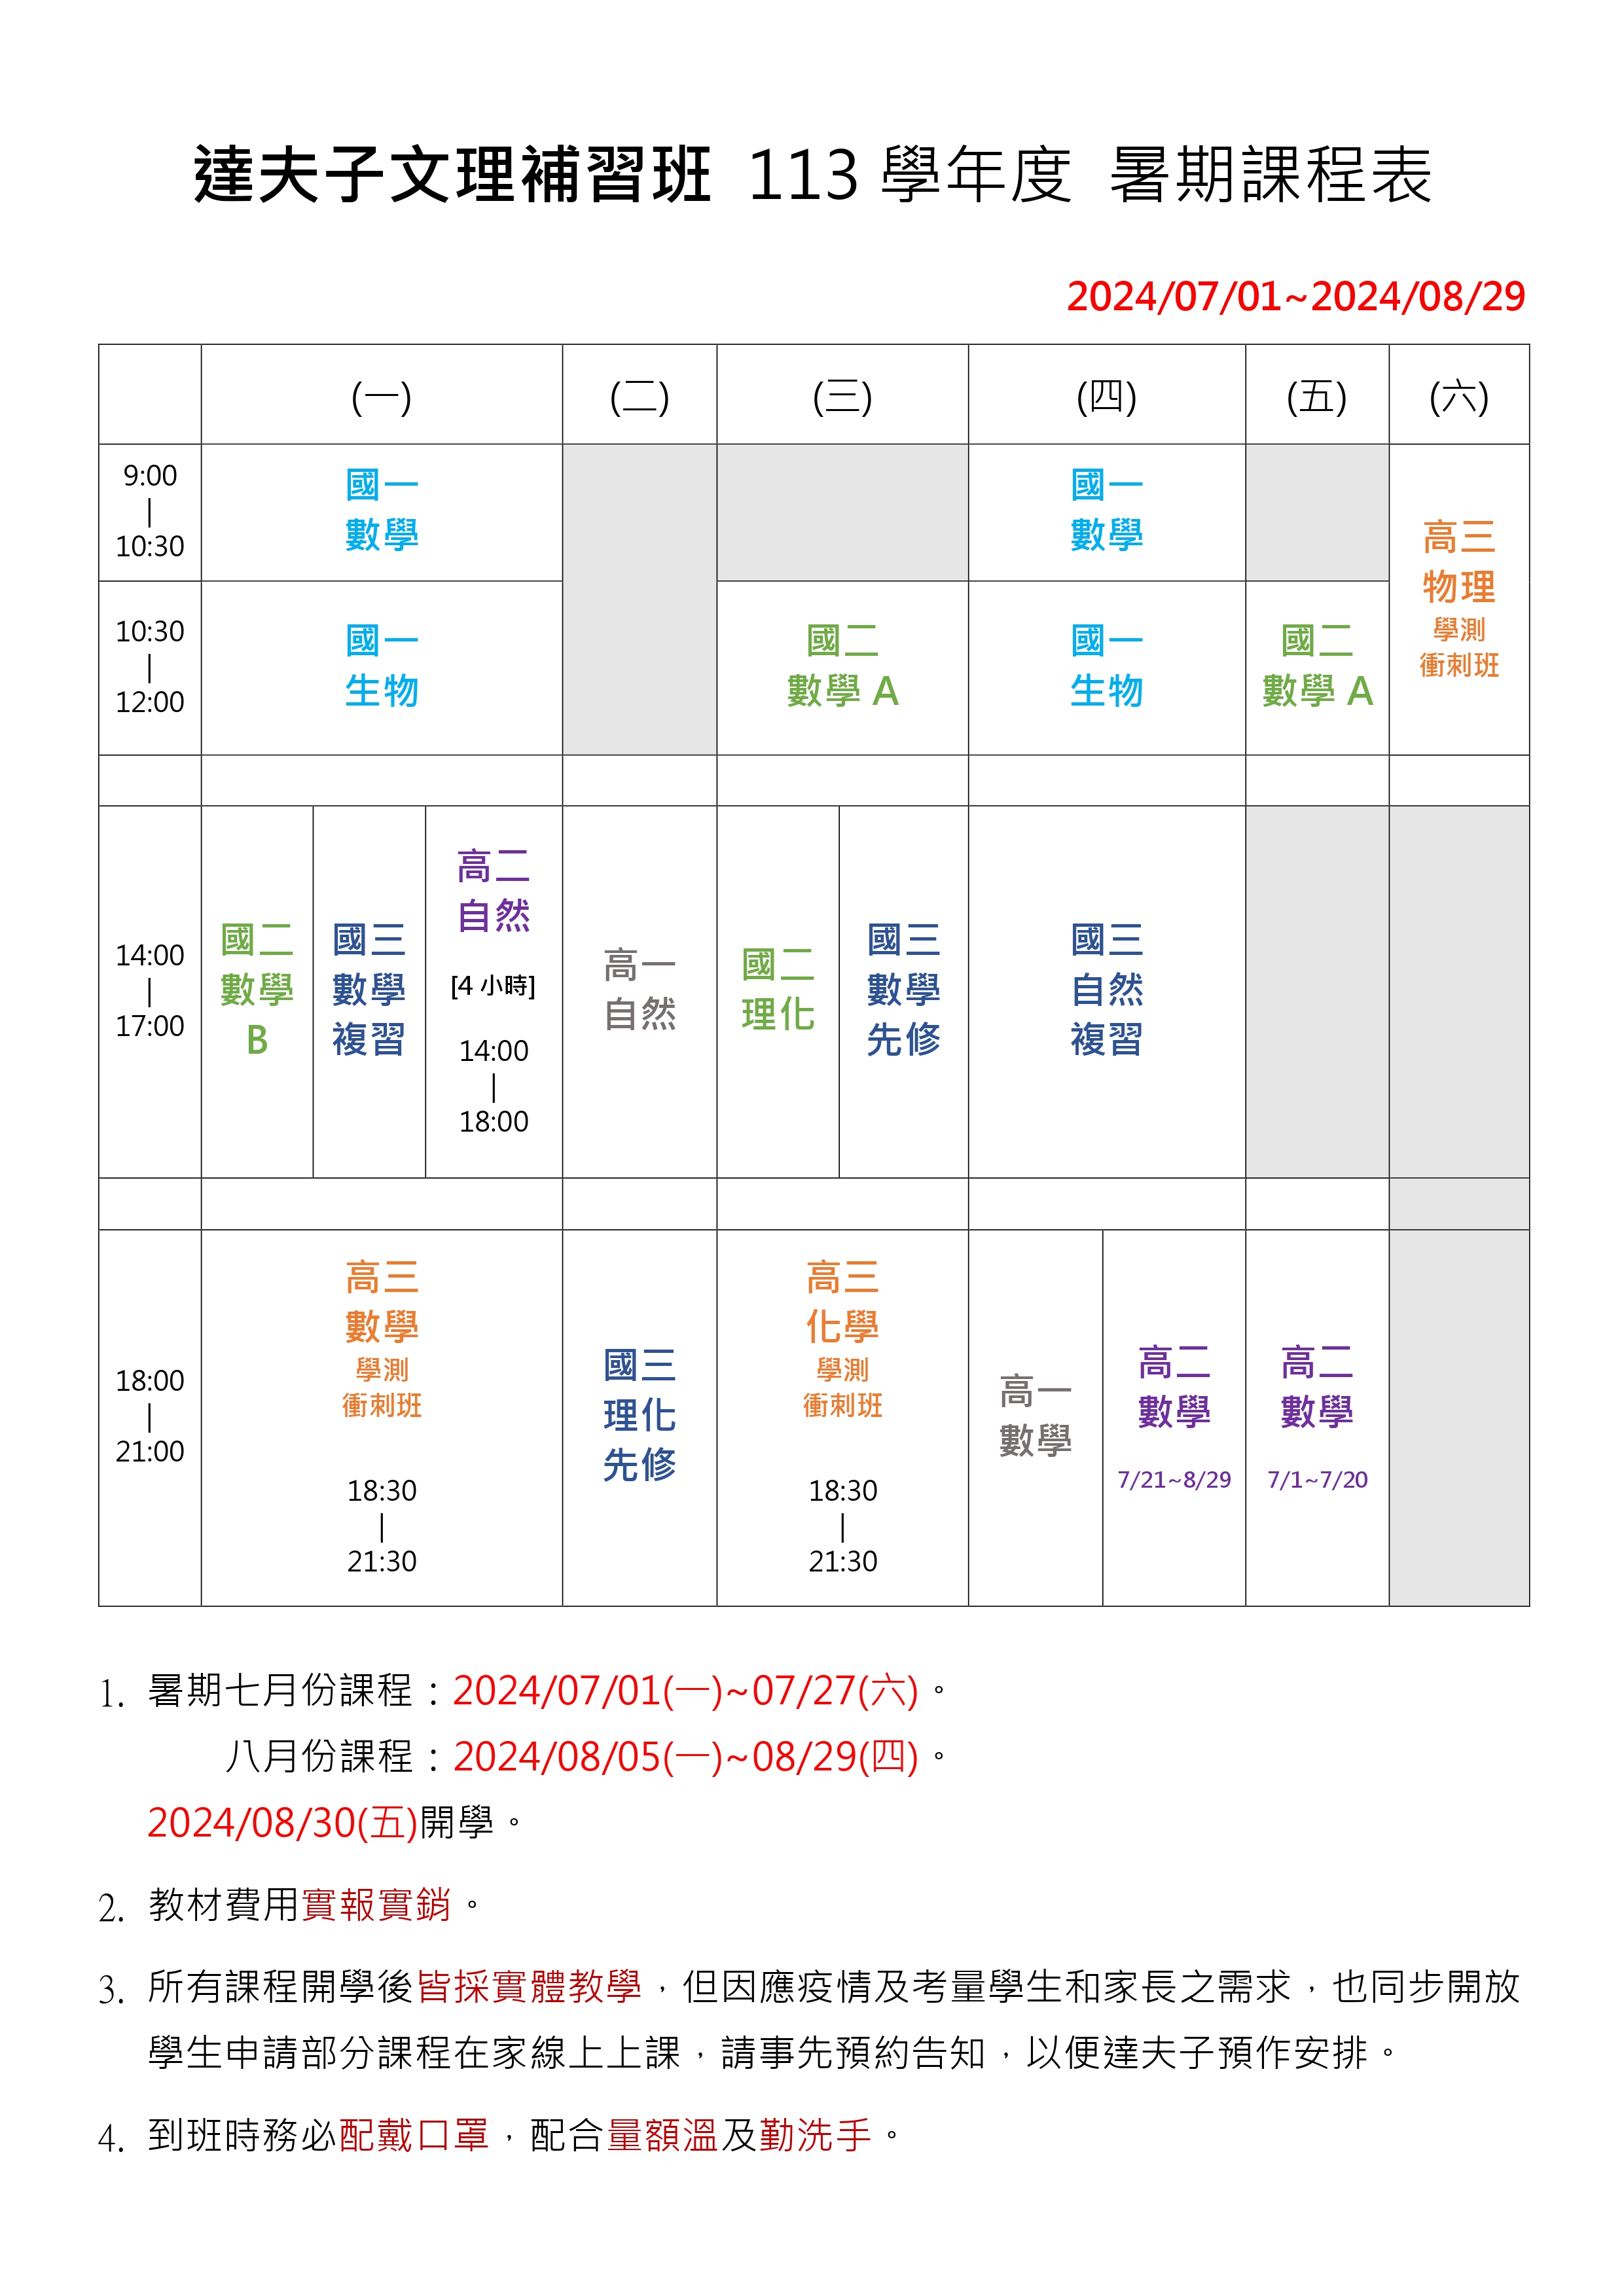 達夫子文理補習班 113 學年度 暑期課程表
2024/07/01~2024/08/29
(一) (二) (三) (四) (五) (六)
9:00
|
10:30
國一
數學
國一
數學
高三
物理
學測
衝刺班
10:30
|
12:00
國一
生物
國二
數學 A
國一
生物
國二
數學 A
14:00
|
17:00
國二
數學
B
國三
數學
複習
高二
自然
[4 小時]
14:00
|
18:00
高一
自然
國二
理化
國三
數學
先修
國三
自然
複習
18:00
|
21:00
高三
數學
學測
衝刺班
18:30
|
21:30
國三
理化
先修
高三
化學
學測
衝刺班
18:30
|
21:30
高一
數學
高二
數學
7/21~8/29
高二
數學
7/1~7/20
1. 暑期七月份課程：2024/07/01(一)~07/27(六)。
八月份課程：2024/08/05(一)~08/29(四)。
2024/08/30(五)開學。
2. 教材費用實報實銷。
3. 所有課程開學後皆採實體教學，但因應疫情及考量學生和家長之需求，也同步開放
學生申請部分課程在家線上上課，請事先預約告知，以便達夫子預作安排。
4. 到班時務必配戴口罩，配合量額溫及勤洗手。